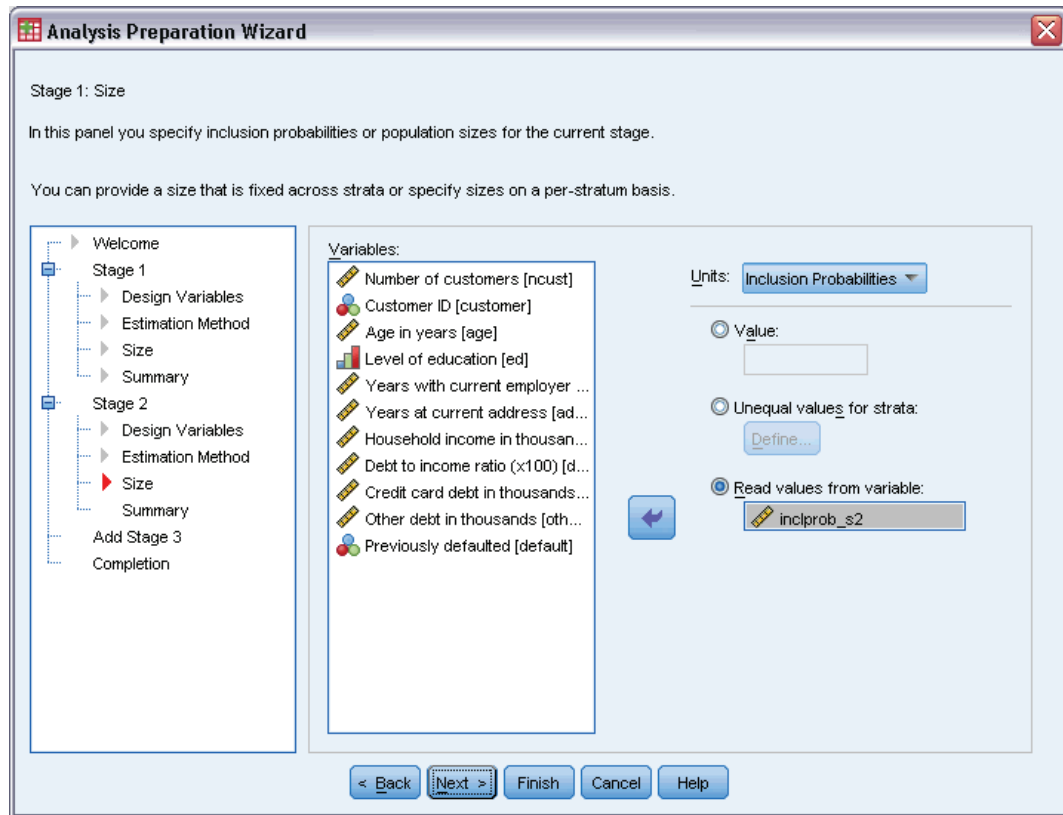 Analysis Preparation Wizard
Stage 1: Size
In this panel you specify inclusion probabilities or population sizes for the current stage.
You can provide a size that is fixed across strata or specify sizes on a per-stratum basis.
Welcome
Stage 1
Design Variables
Estimation Method
Size
Summary
Stage 2
Design Variables
Estimation Method
Size
Summary
Add Stage 3
Completion
Variables:
Number of customers [ncust]
Customer ID [customer]
Age in years [age]
Level of education [ed]
Years with current employer ...
Years at current address [ad...
Household income in thousan...
Debt to income ratio (x100) [d...
Credit card debt in thousands...
Other debt in thousands [oth...
Previously defaulted [default]
Units: Inclusion Probabilities
Value:
Unequal values for strata:
Define...
Read values from variable:
inclprob_s2
< Back Next > Finish Cancel Help